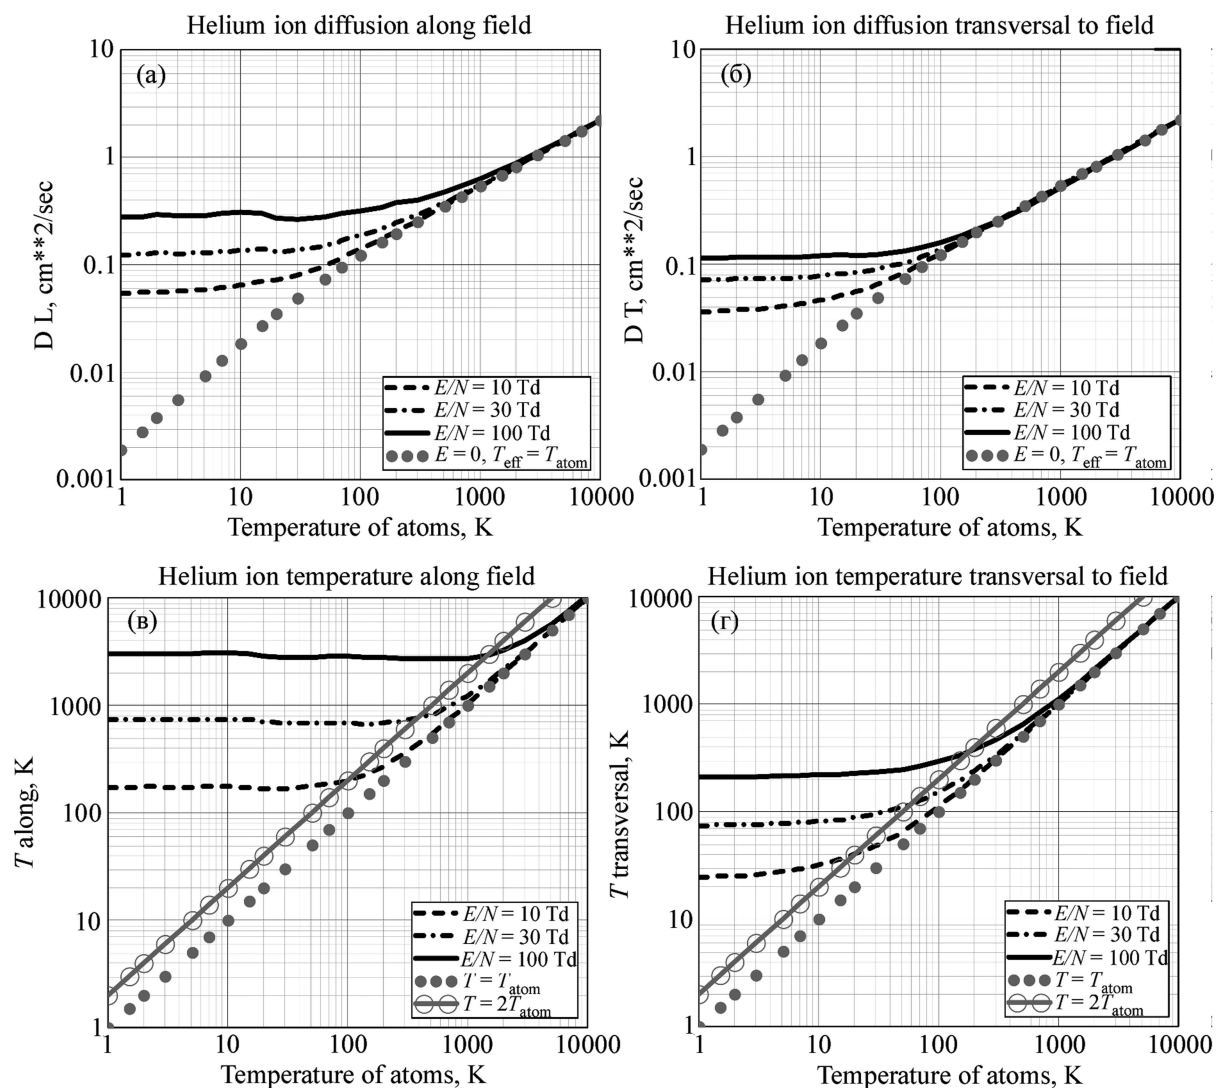 Helium ion diffusion along field
(а)
10
1
0.1
0.01
0.001
D L, cm**2/sec
E/N = 10 Td
E/N = 30 Td
E/N = 100 Td
E = 0, Teff = Tatom
1 10 100 1000 10000
Temperature of atoms, K
Helium ion diffusion transversal to field
(б)
10
1
0.1
0.01
0.001
D T, cm**2/sec
E/N = 10 Td
E/N = 30 Td
E/N = 100 Td
E = 0, Teff = Tatom
1 10 100 1000 10000
Temperature of atoms, K
Helium ion temperature along field
(в)
10000
1000
100
10
1
T along, K
E/N = 10 Td
E/N = 30 Td
E/N = 100 Td
T = Tatom
T = 2Tatom
1 10 100 1000 10000
Temperature of atoms, K
Helium ion temperature transversal to field
(г)
10000
1000
100
10
1
T transversal, K
E/N = 10 Td
E/N = 30 Td
E/N = 100 Td
T = Tatom
T = 2Tatom
1 10 100 1000 10000
Temperature of atoms, K